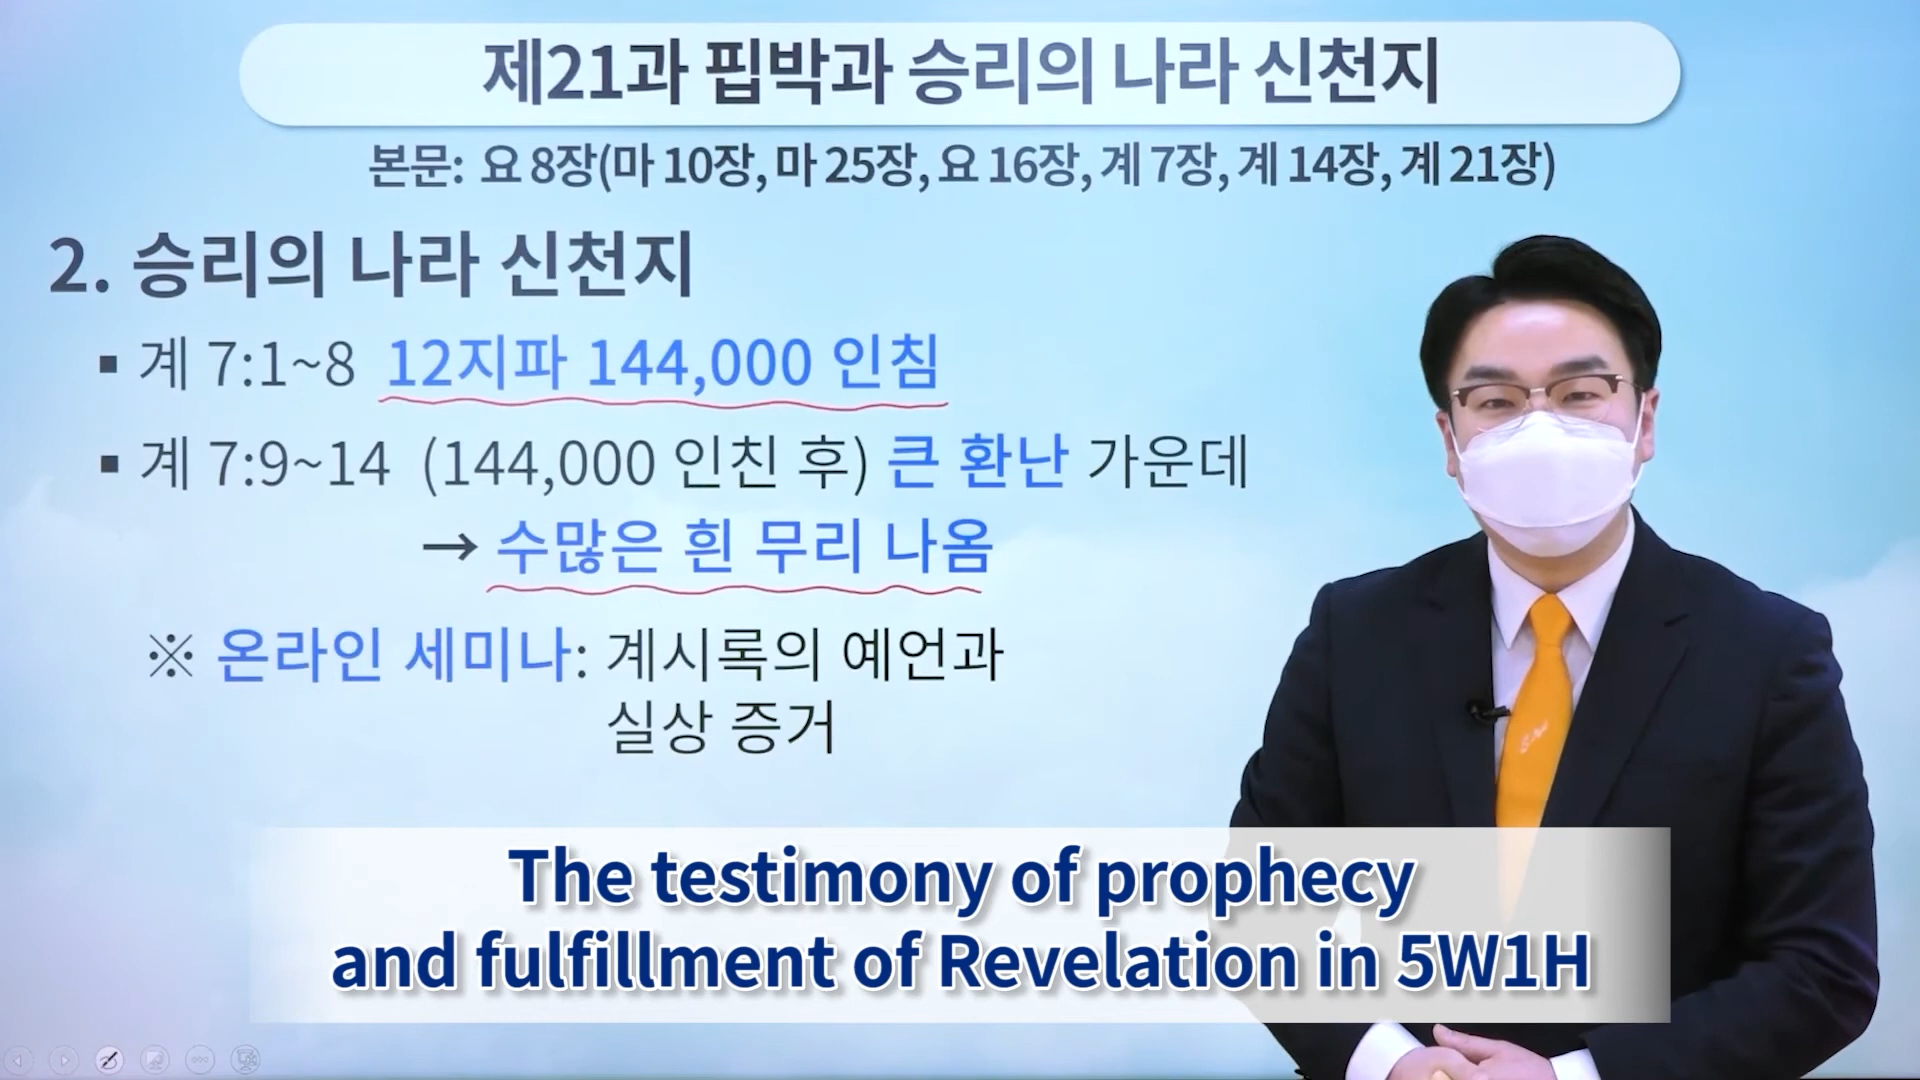 제21과 핍박과 승리의 나라 신천지
본문: 요 8장(마 10장, 마 25장, 요 16장, 계 7장, 계 14장, 계 21장)
2. 승리의 나라 신천지
▪ 계 7:1~8 12지파 144,000 인침
▪ 계 7:9~14 (144,000 인친 후) 큰 환난 가운데
→ 수많은 흰 무리 나옴
※ 온라인 세미나: 계시록의 예언과
실상 증거
The testimony of prophecy
and fulfillment of Revelation in 5W1H